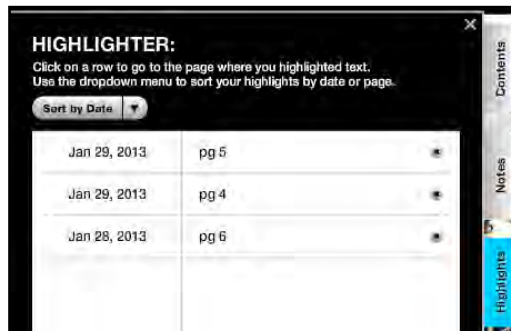 HIGHLIGHTER:
Click on a row to go to the page where you highlighted text.
Use the dropdown menu to sort your highlights by date or page.
Sort by Date
Jan 29, 2013 pg 5
Jan 29, 2013 pg 4
Jan 28, 2013 pg 6
Contents
Notes
Highlights